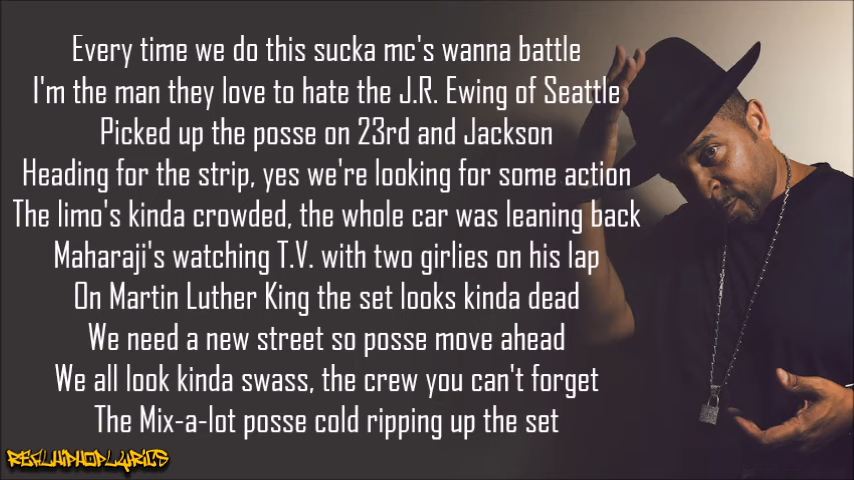 Every time we do this sucka mc's wanna battle
I'm the man they love to hate the J.R. Ewing of Seattle
Picked up the posse on 23rd and Jackson
Heading for the strip, yes we're looking for some action
The limo's kinda crowded, the whole car was leaning back
Maharaji's watching T.V. with two girlies on his lap
On Martin Luther King the set looks kinda dead
We need a new street so posse move ahead
We all look kinda swass, the crew you can't forget
The Mix-a-lot posse cold ripping up the set
REALHIPHOPLYRICS